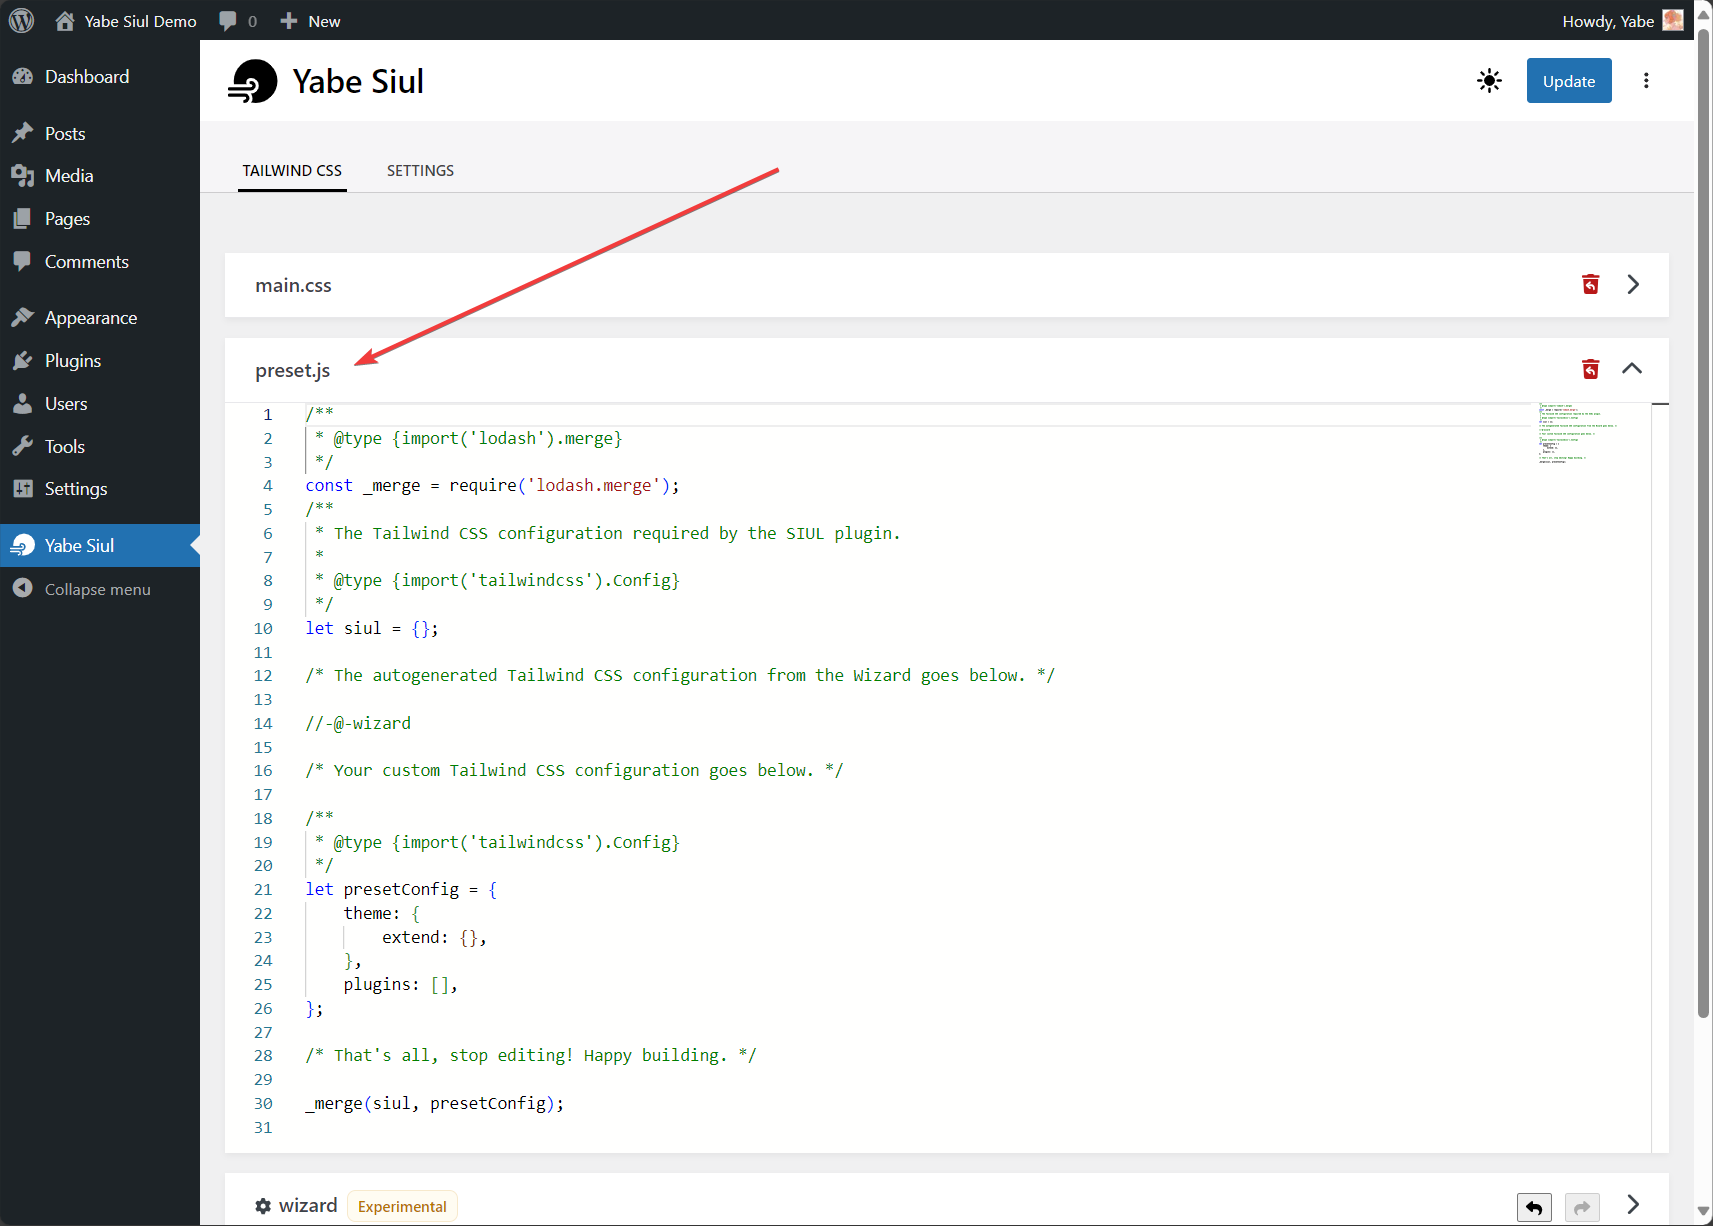 Yabe Siul Demo 0 New Howdy, Yabe
Dashboard
Posts
Media
Pages
Comments
Appearance
Plugins
Users
Tools
Settings
Yabe Siul
Collapse menu
Yabe Siul
Update
TAILWIND CSS SETTINGS
main.css
preset.js
1 /**
2  * @type {import('lodash').merge}
3  */
4 const _merge = require('lodash.merge');
5 /**
6  * The Tailwind CSS configuration required by the SIUL plugin.
7  *
8  * @type {import('tailwindcss').Config}
9  */
10 let siul = {};
11
12 /* The autogenerated Tailwind CSS configuration from the Wizard goes below. */
13
14 //-@-wizard
15
16 /* Your custom Tailwind CSS configuration goes below. */
17
18 /**
19  * @type {import('tailwindcss').Config}
20  */
21 let presetConfig = {
22     theme: {
23         extend: {},
24     },
25     plugins: [],
26 };
27
28 /* That's all, stop editing! Happy building. */
29
30 _merge(siul, presetConfig);
31
wizard Experimental